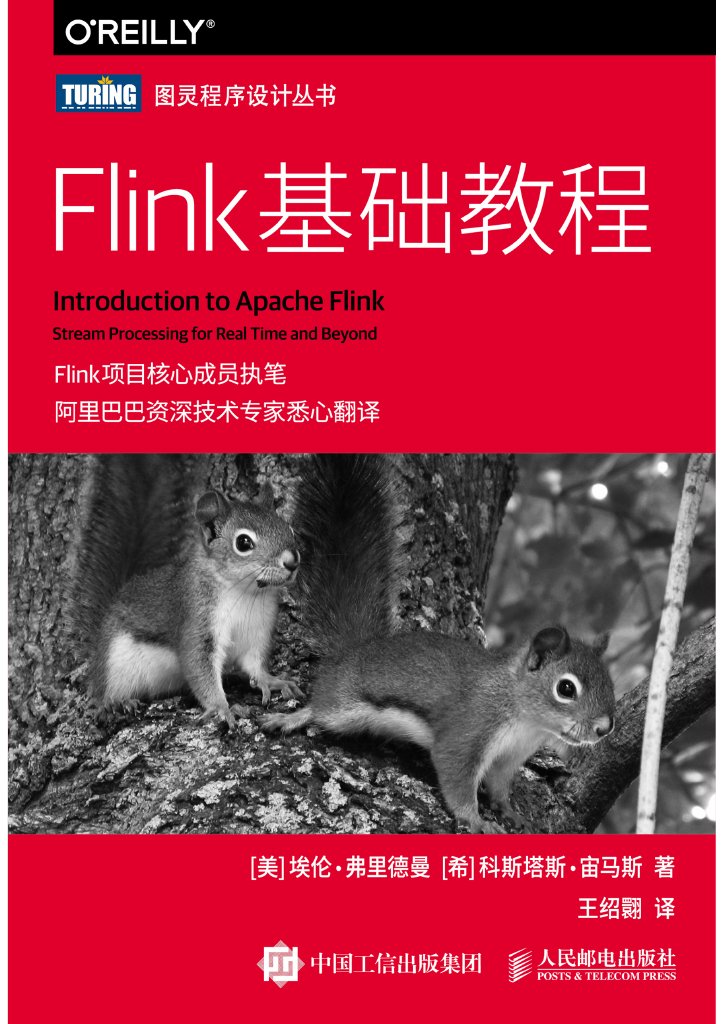 O'REILLY®
TURING 图灵程序设计丛书
Flink基础教程
Introduction to Apache Flink
Stream Processing for Real Time and Beyond
Flink项目核心成员执笔
阿里巴巴资深技术专家悉心翻译
[美]埃伦·弗里德曼 [希]科斯塔斯·宙马斯 著
王绍翾 译
中国工信出版集团 人民邮电出版社
POSTS & TELECOM PRESS